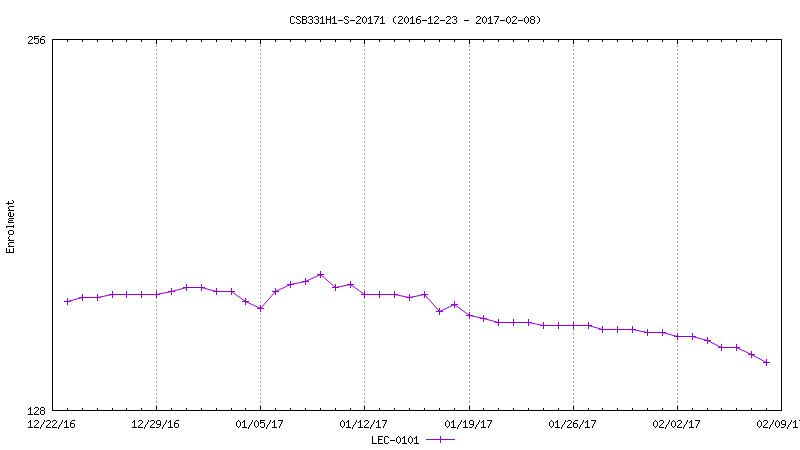 CSB331H1-S-20171 (2016-12-23 - 2017-02-08)
256
Enrolment
128
12/22/16 12/29/16 01/05/17 01/12/17 01/19/17 01/26/17 02/02/17 02/09/1
LEC-0101